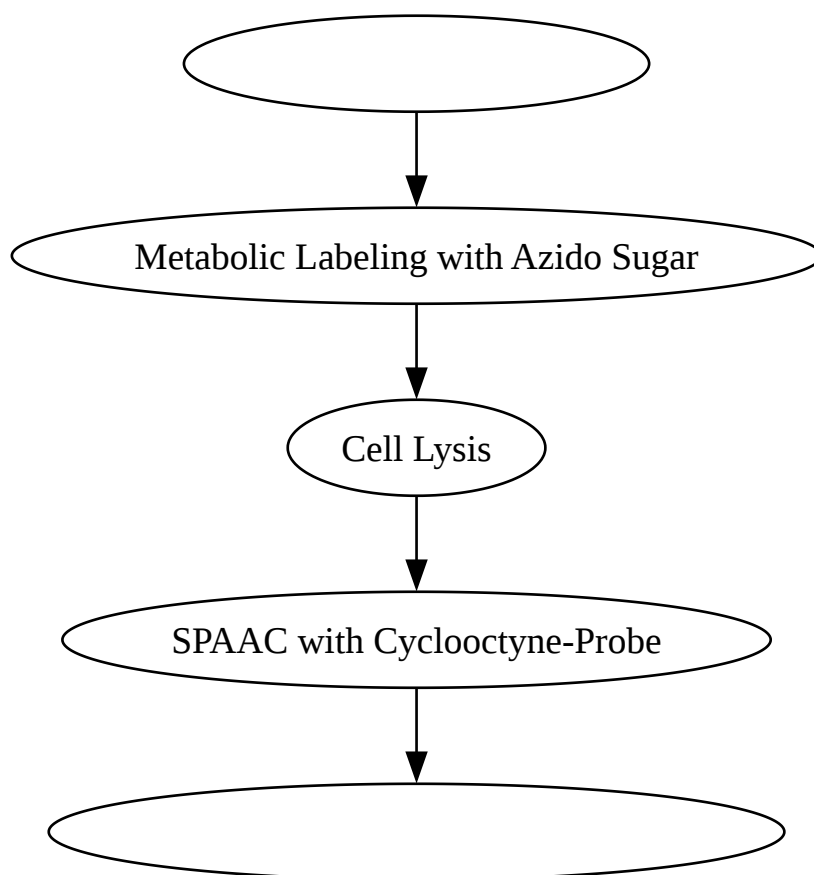 Metabolic Labeling with Azido Sugar
Cell Lysis
SPAAC with Cyclooctyne-Probe